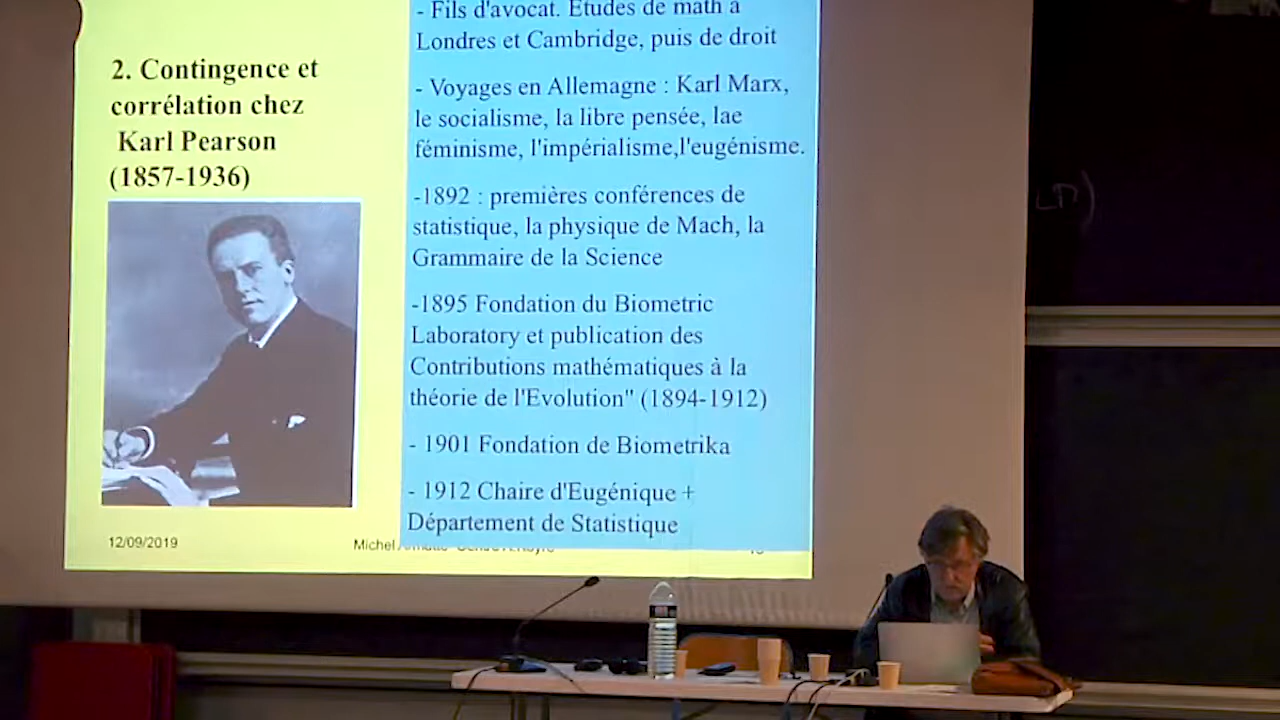 2. Contingence et
corrélation chez
Karl Pearson
(1857-1936)
- Fils d'avocat. Etudes de math à
Londres et Cambridge, puis de droit
- Voyages en Allemagne : Karl Marx,
le socialisme, la libre pensée, lae
féminisme, l'impérialisme,l'eugénisme.
-1892 : premières conférences de
statistique, la physique de Mach, la
Grammaire de la Science
-1895 Fondation du Biometric
Laboratory et publication des
Contributions mathématiques à la
théorie de l'Evolution" (1894-1912)
- 1901 Fondation de Biometrika
- 1912 Chaire d'Eugénique +
Département de Statistique
12/09/2019
Michel